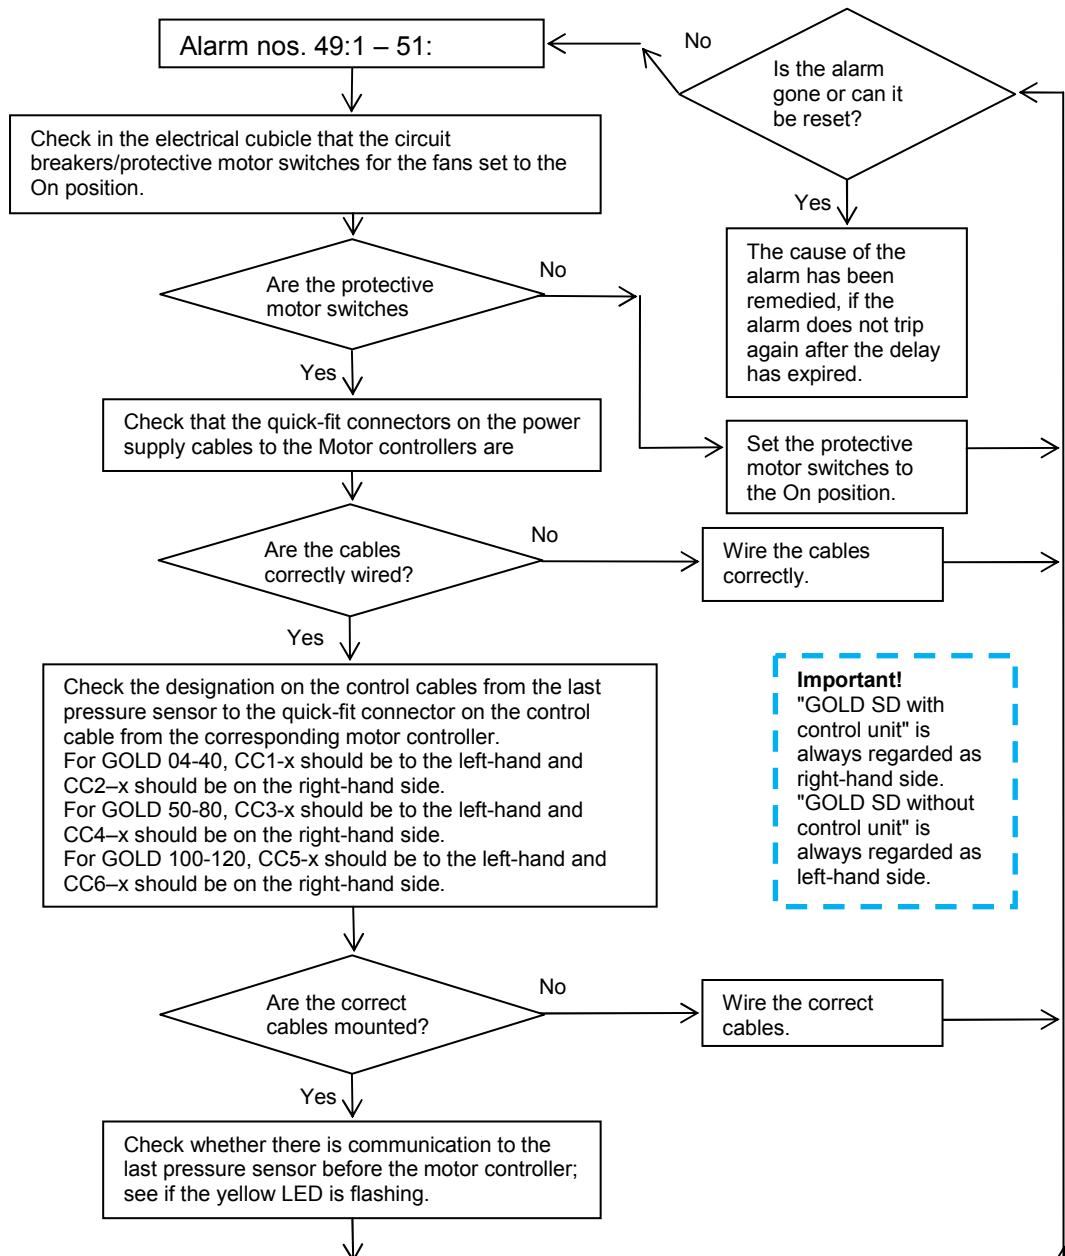 Alarm nos. 49:1 – 51:
No
Is the alarm
gone or can it
be reset?
Check in the electrical cubicle that the circuit
breakers/protective motor switches for the fans set to the
On position.
Yes
The cause of the
alarm has been
remedied, if the
alarm does not trip
again after the delay
has expired.
Are the protective
motor switches
No
Yes
Check that the quick-fit connectors on the power
supply cables to the Motor controllers are
Set the protective
motor switches to
the On position.
Are the cables
correctly wired?
No
Wire the cables
correctly.
Yes
Check the designation on the control cables from the last
pressure sensor to the quick-fit connector on the control
cable from the corresponding motor controller.
For GOLD 04-40, CC1-x should be to the left-hand and
CC2–x should be on the right-hand side.
For GOLD 50-80, CC3-x should be to the left-hand and
CC4–x should be on the right-hand side.
For GOLD 100-120, CC5-x should be to the left-hand and
CC6–x should be on the right-hand side.
Important!
"GOLD SD with
control unit" is
always regarded as
right-hand side.
"GOLD SD without
control unit" is
always regarded as
left-hand side.
Are the correct
cables mounted?
No
Wire the correct
cables.
Yes
Check whether there is communication to the
last pressure sensor before the motor controller;
see if the yellow LED is flashing.